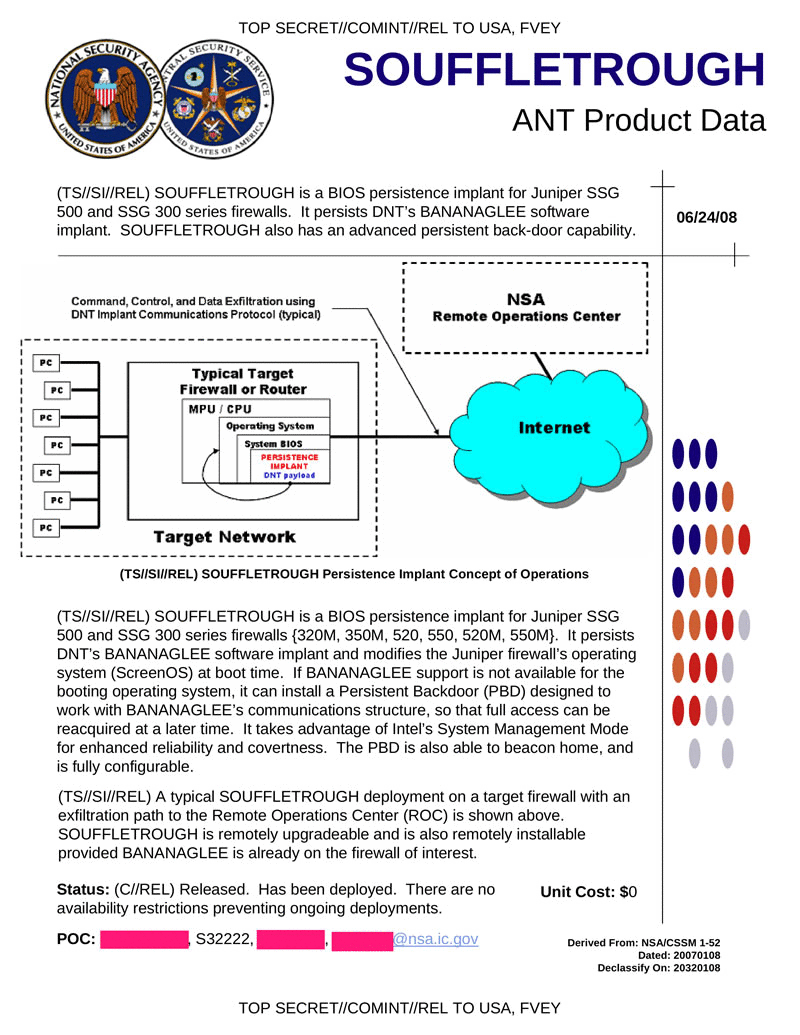 TOP SECRET//COMINT//REL TO USA, FVEY
NATIONAL SECURITY AGENCY
UNITED STATES OF AMERICA
TRAL SECURITY SERVICE
UNITED STATES OF AMERICA
SOUFFLETROUGH
ANT Product Data
(TS//SI//REL) SOUFFLETROUGH is a BIOS persistence implant for Juniper SSG
500 and SSG 300 series firewalls. It persists DNT's BANANAGLEE software
implant. SOUFFLETROUGH also has an advanced persistent back-door capability.
06/24/08
Command, Control, and Data Exfiltration using
DNT Implant Communications Protocol (typical)
NSA
Remote Operations Center
PC
PC
PC
PC
PC
PC
PC
Typical Target
Firewall or Router
MPU / CPU
Operating System
System BIOS
PERSISTENCE
IMPLANT
DNT payload
Internet
Target Network
(TS//SI//REL) SOUFFLETROUGH Persistence Implant Concept of Operations
(TS//SI//REL) SOUFFLETROUGH is a BIOS persistence implant for Juniper SSG
500 and SSG 300 series firewalls {320M, 350M, 520, 550, 520M, 550M}. It persists
DNT's BANANAGLEE software implant and modifies the Juniper firewall's operating
system (ScreenOS) at boot time. If BANANAGLEE support is not available for the
booting operating system, it can install a Persistent Backdoor (PBD) designed to
work with BANANAGLEE's communications structure, so that full access can be
reacquired at a later time. It takes advantage of Intel's System Management Mode
for enhanced reliability and covertness. The PBD is also able to beacon home, and
is fully configurable.
(TS//SI//REL) A typical SOUFFLETROUGH deployment on a target firewall with an
exfiltration path to the Remote Operations Center (ROC) is shown above.
SOUFFLETROUGH is remotely upgradeable and is also remotely installable
provided BANANAGLEE is already on the firewall of interest.
Status: (C//REL) Released. Has been deployed. There are no
availability restrictions preventing ongoing deployments.
Unit Cost: $0
POC: , S32222, , @nsa.ic.gov
Derived From: NSA/CSSM 1-52
Dated: 20070108
Declassify On: 20320108
TOP SECRET//COMINT//REL TO USA, FVEY